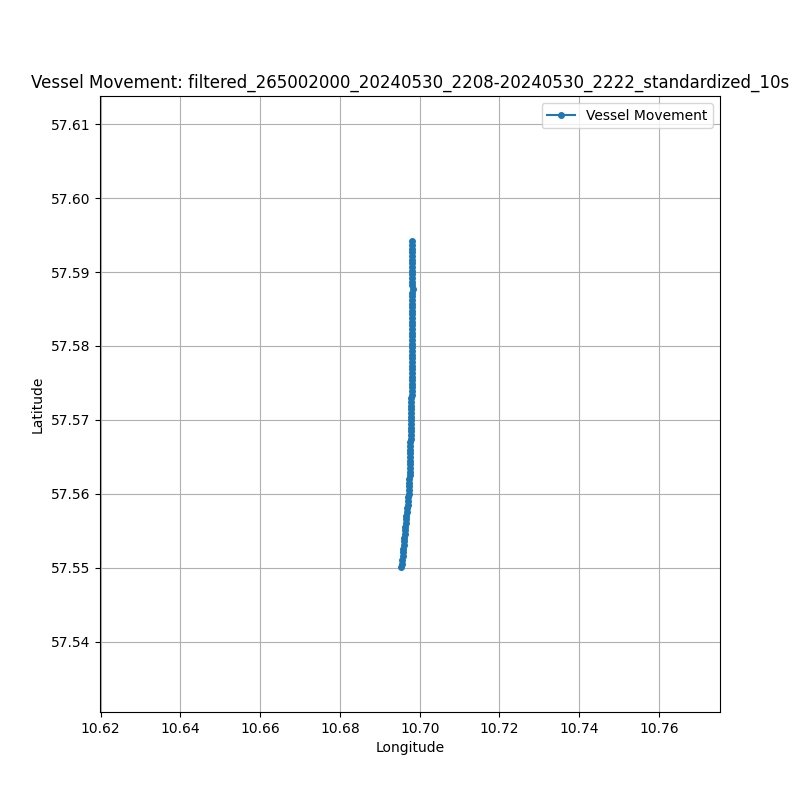 Vessel Movement: filtered_265002000_20240530_2208-20240530_2222_standardized_10s
Vessel Movement
57.61
57.60
57.59
57.58
57.57
57.56
57.55
57.54
Latitude
10.62 10.64 10.66 10.68 10.70 10.72 10.74 10.76
Longitude